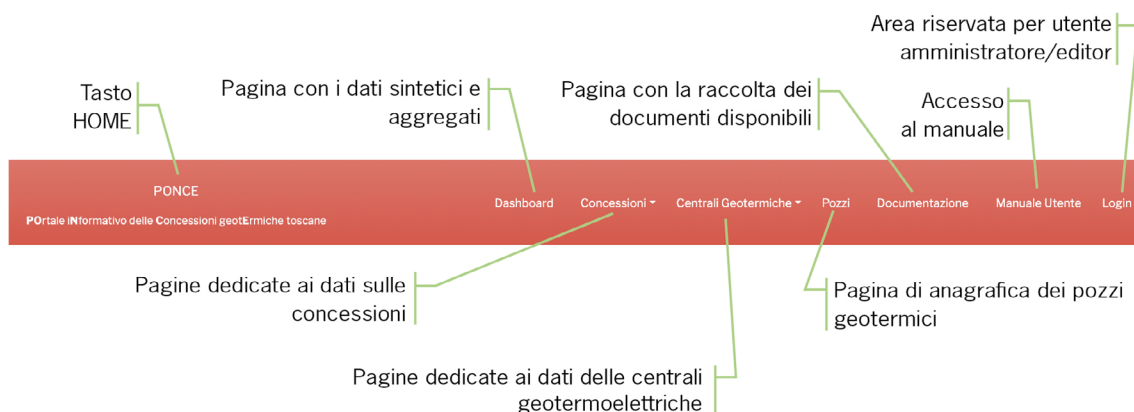 Area riservata per utente
amministratore/editor
Tasto
HOME
Pagina con i dati sintetici e
aggregati
Pagina con la raccolta dei
documenti disponibili
Accesso
al manuale
PONCE
POrtale iNformativo delle Concessioni geotErmiche toscane
Dashboard Concessioni Centrali Geotermiche Pozzi Documentazione Manuale Utente Login
Pagine dedicate ai dati sulle
concessioni
Pagina di anagrafica dei pozzi
geotermici
Pagine dedicate ai dati delle centrali
geotermoelettriche